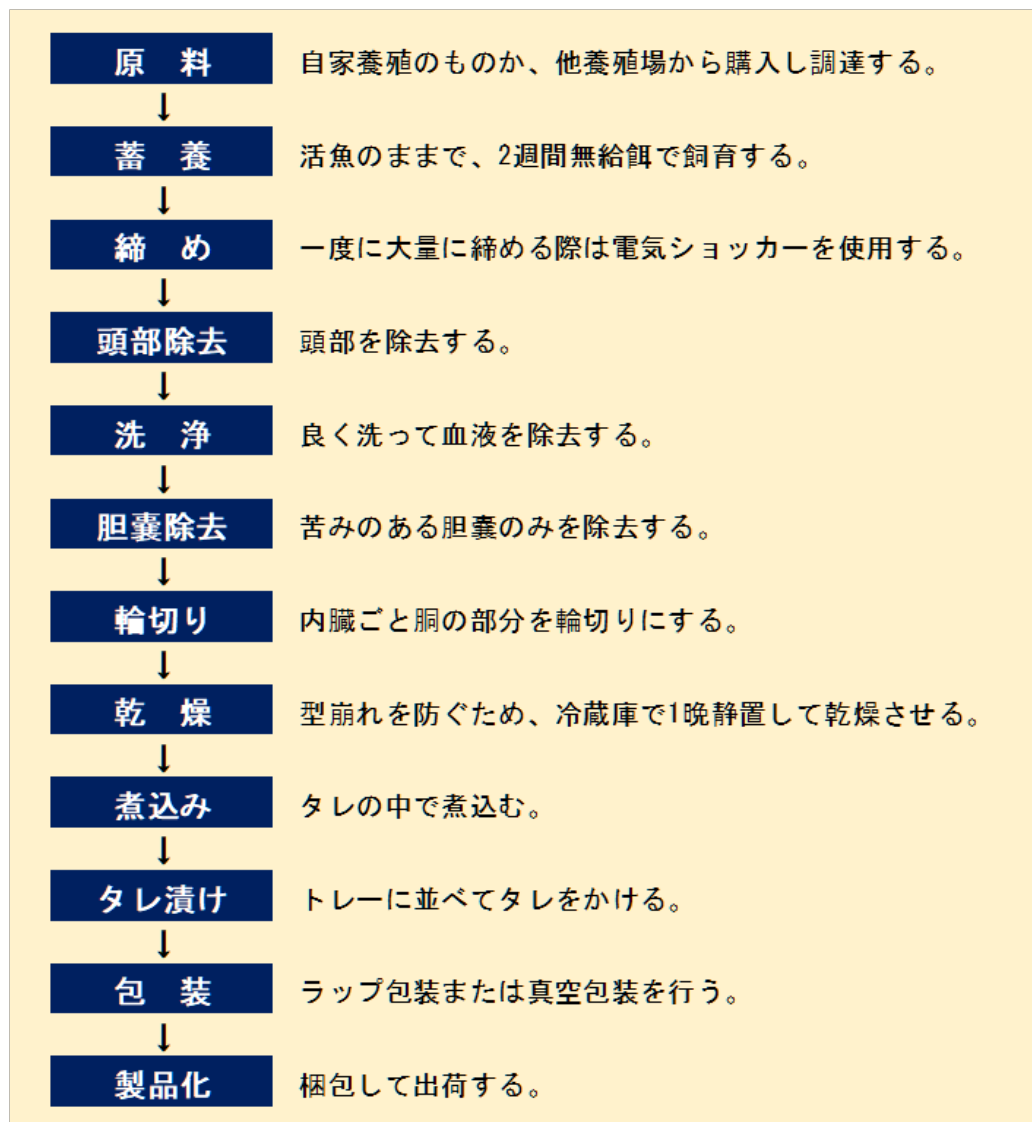 原　料　自家養殖のものか、他養殖場から購入し調達する。
↓
蓄　養　活魚のままで、2週間無給餌で飼育する。
↓
締　め　一度に大量に締める際は電気ショッカーを使用する。
↓
頭部除去　頭部を除去する。
↓
洗　浄　良く洗って血液を除去する。
↓
胆嚢除去　苦みのある胆嚢のみを除去する。
↓
輪切り　内臓ごと胴の部分を輪切りにする。
↓
乾　燥　型崩れを防ぐため、冷蔵庫で1晩静置して乾燥させる。
↓
煮込み　タレの中で煮込む。
↓
タレ漬け　トレーに並べてタレをかける。
↓
包　装　ラップ包装または真空包装を行う。
↓
製品化　梱包して出荷する。